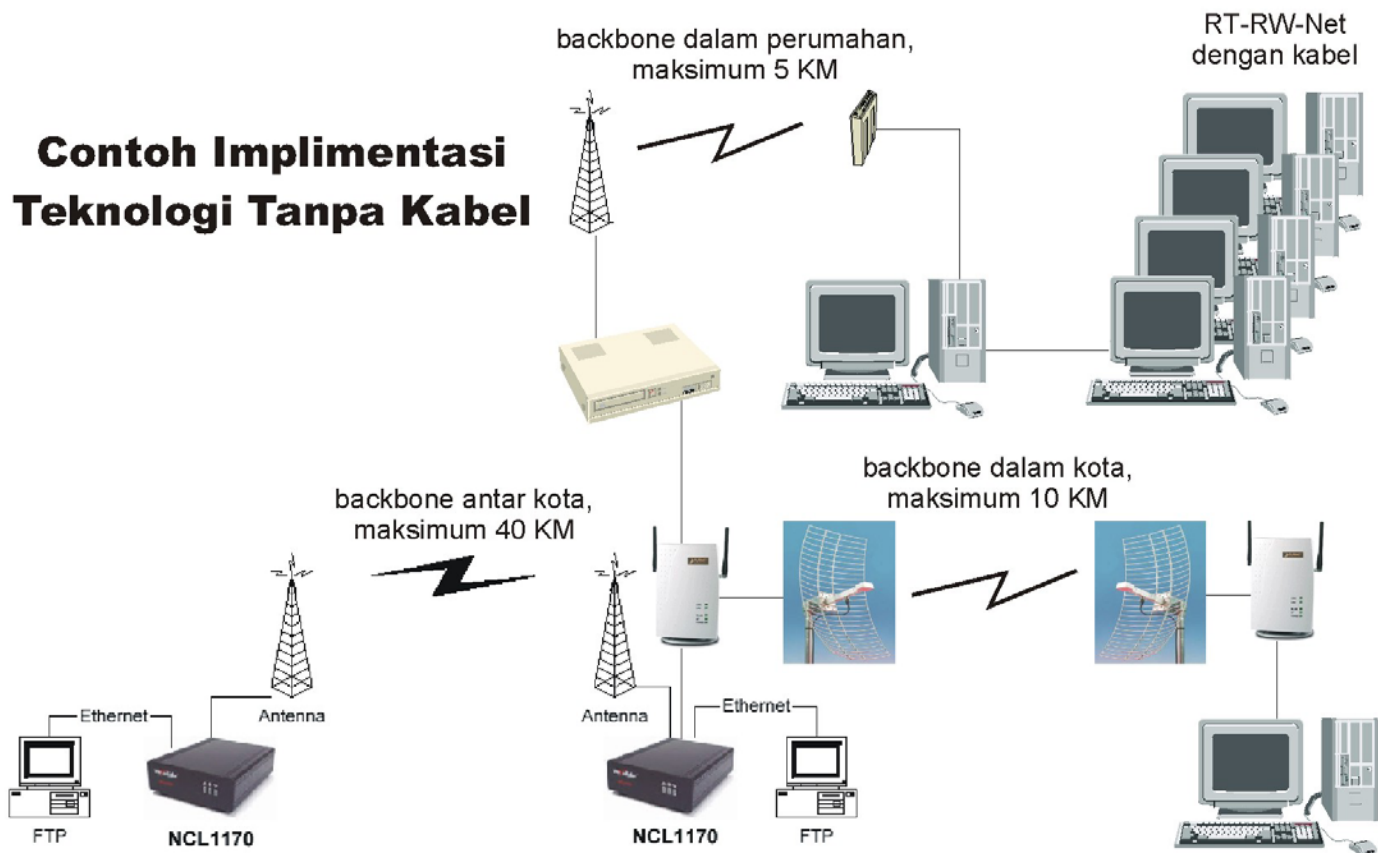 backbone dalam perumahan,
maksimum 5 KM
RT-RW-Net
dengan kabel
Contoh Implimentasi
Teknologi Tanpa Kabel
backbone antar kota,
maksimum 40 KM
backbone dalam kota,
maksimum 10 KM
Ethernet
Antenna
FTP
NCL1170
Antenna
Ethernet
NCL1170
FTP